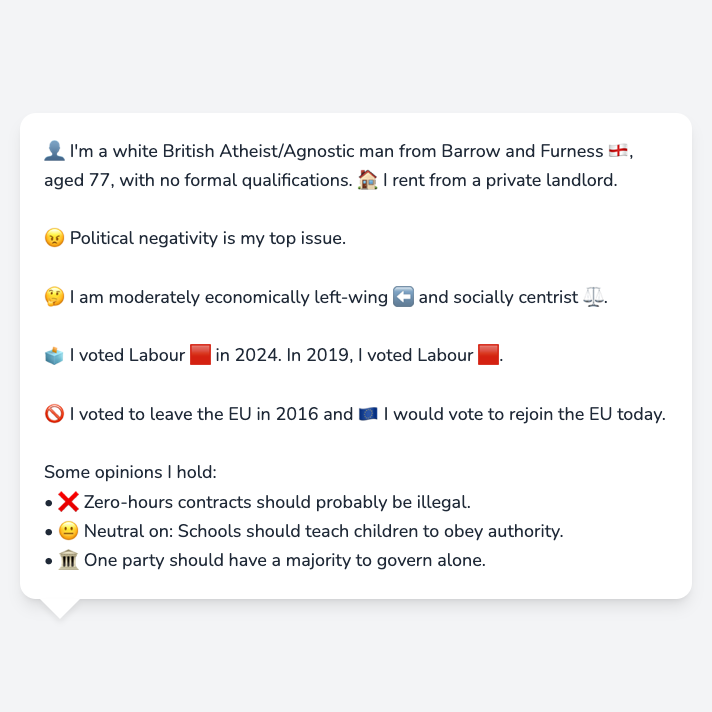 👤 I'm a white British Atheist/Agnostic man from Barrow and Furness 🏴󠁧󠁢󠁥󠁮󠁧󠁿,
aged 77, with no formal qualifications. 🏠 I rent from a private landlord.
😠 Political negativity is my top issue.
🤔 I am moderately economically left-wing ⬅️ and socially centrist ⚖️.
🗳️ I voted Labour 🟥 in 2024. In 2019, I voted Labour 🟥.
🚫 I voted to leave the EU in 2016 and 🇪🇺 I would vote to rejoin the EU today.
Some opinions I hold:
• ❌ Zero-hours contracts should probably be illegal.
• 😐 Neutral on: Schools should teach children to obey authority.
• 🏛️ One party should have a majority to govern alone.